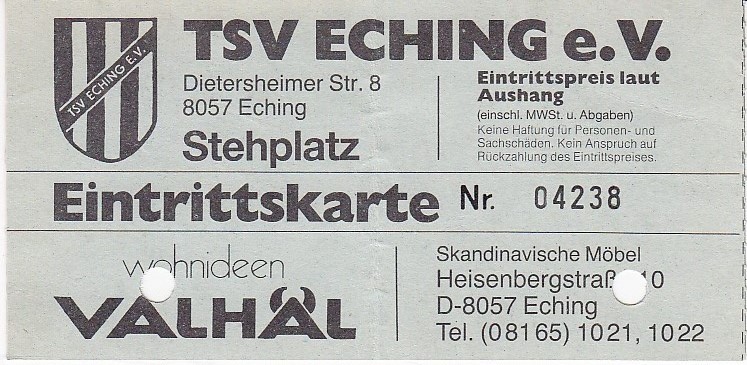 TSV ECHING E.V.
TSV ECHING e.V.
Dietersheimer Str. 8
8057 Eching
Stehplatz
Eintrittspreis laut
Aushang
(einschl. MWSt. u. Abgaben)
Keine Haftung für Personen- und
Sachschäden. Kein Anspruch auf
Rückzahlung des Eintrittspreises.
Eintrittskarte Nr. 04238
wohnideen
VALHÄL
Skandinavische Möbel
Heisenbergstraß 10
D-8057 Eching
Tel. (08165) 1021, 1022